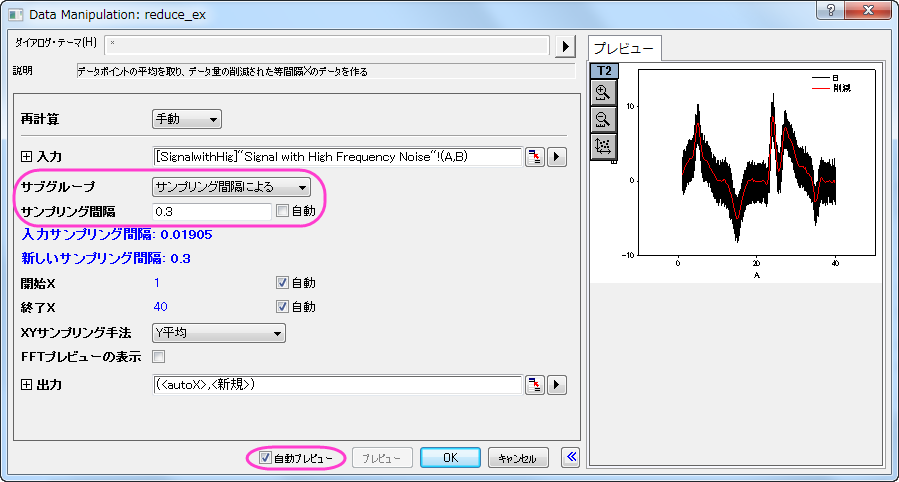 Data Manipulation: reduce_ex
ダイアログ・テーマ(H) *
説明 データポイントの平均を取り、データ量の削減された等間隔Xのデータを作る
再計算 手動
入力 [SignalwithHig]"Signal with High Frequency Noise"!(A,B)
サブグループ サンプリング間隔による
サンプリング間隔 0.3 自動
入力サンプリング間隔: 0.01905
新しいサンプリング間隔: 0.3
開始X 1 自動
終了X 40 自動
XYサンプリング手法 Y平均
FFTプレビューの表示
出力 (<autoX>,<新規>)
自動プレビュー プレビュー OK キャンセル
プレビュー
T2
B
削減
10
0
-10
0 20 40
A